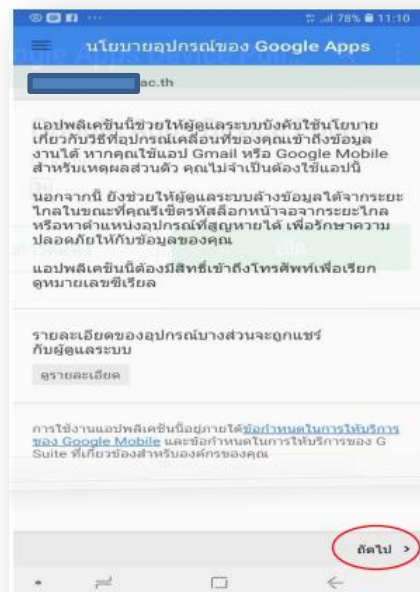 78% 11:10
นโยบายอุปกรณ์ของ Google Apps
ac.th
แอปพลิเคชันนี้ช่วยให้ผู้ดูแลระบบบังคับใช้นโยบาย
เกี่ยวกับวิธีที่อุปกรณ์เคลื่อนที่ของคุณเข้าถึงข้อมูล
งานได้ หากคุณใช้แอป Gmail หรือ Google Mobile
สำหรับเหตุผลส่วนตัว คุณไม่จำเป็นต้องใช้แอปนี้
นอกจากนี้ ยังช่วยให้ผู้ดูแลระบบล้างข้อมูลได้จากระยะ
ไกลในขณะที่คุณรีเซ็ตรหัสล็อกหน้าจอจากระยะไกล
หรือหาตำแหน่งอุปกรณ์ที่สูญหายได้ เพื่อรักษาความ
ปลอดภัยให้กับข้อมูลของคุณ
แอปพลิเคชันนี้ต้องมีสิทธิ์เข้าถึงโทรศัพท์เพื่อเรียก
ดูหมายเลขซีเรียล
รายละเอียดของอุปกรณ์บางส่วนจะถูกแชร์
กับผู้ดูแลระบบ
ดูรายละเอียด
การใช้งานแอปพลิเคชันนี้อยู่ภายใต้ข้อกำหนดในการให้บริการ
ของ Google Mobile และข้อกำหนดในการให้บริการของ G
Suite ที่เกี่ยวข้องสำหรับองค์กรของคุณ
ถัดไป >